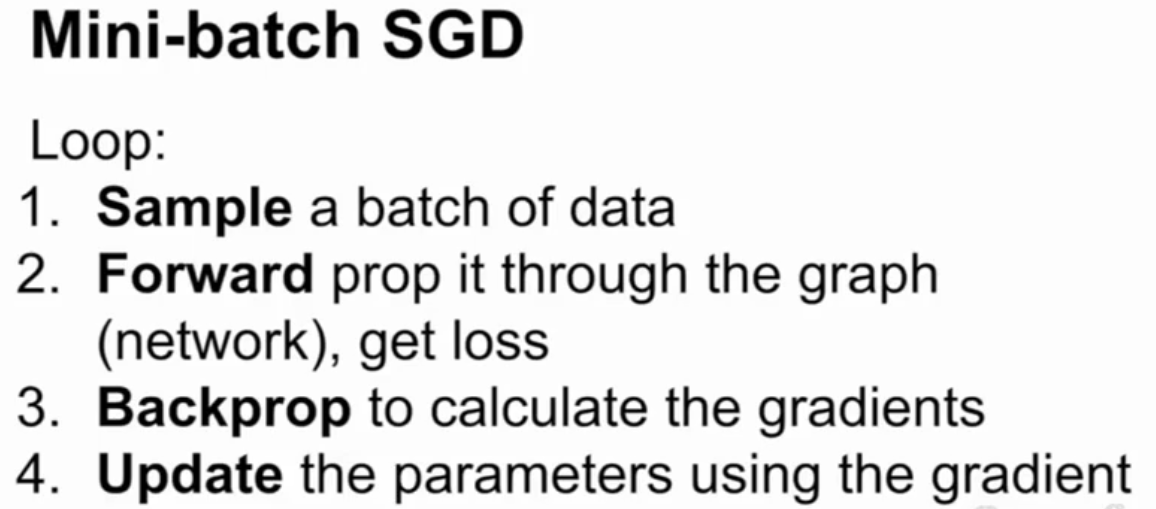 Mini-batch SGD
Loop:
1. Sample a batch of data
2. Forward prop it through the graph
(network), get loss
3. Backprop to calculate the gradients
4. Update the parameters using the gradient